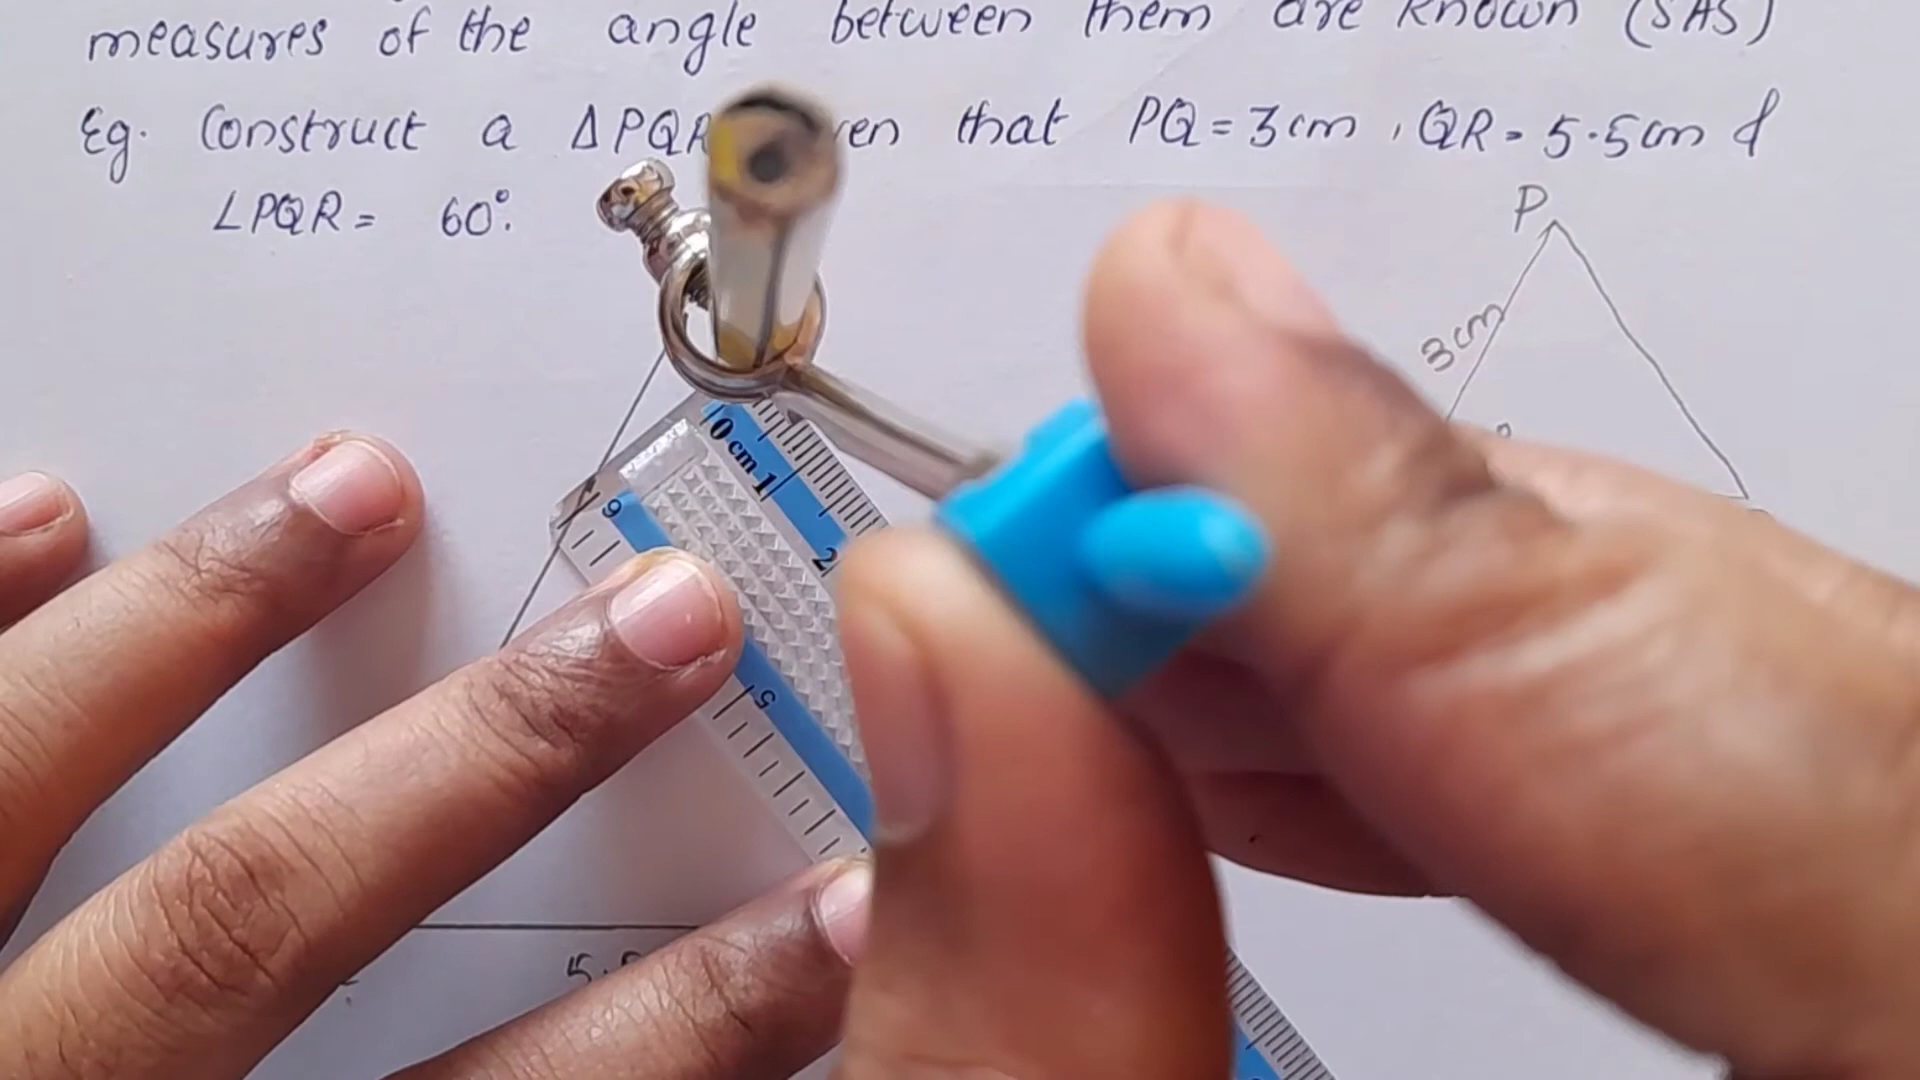 measures of the angle between them are known (SAS)
Eg. Construct a ΔPQR that PQ = 3cm, QR = 5.5cm &
∠PQR = 60°.
P
3cm
0 cm 1
2
6
5